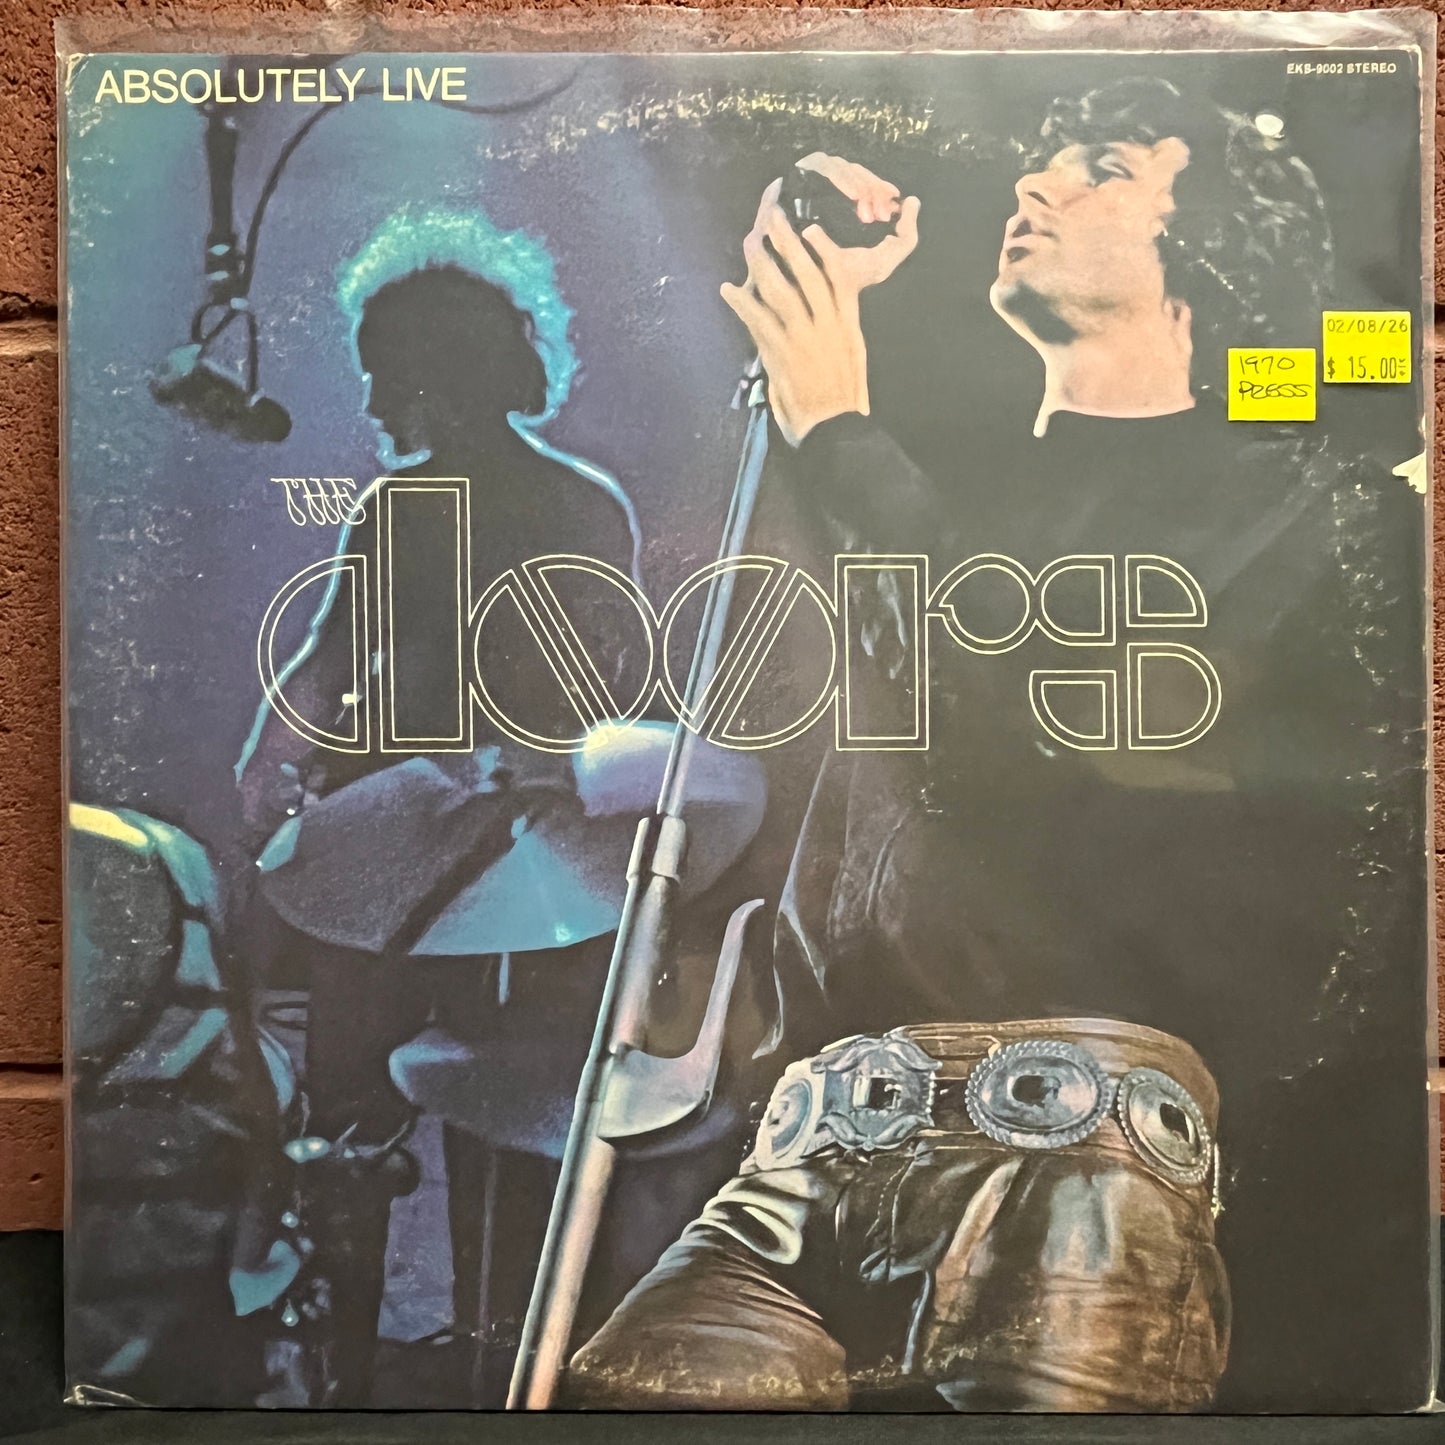 ABSOLUTELY LIVE
EKS-9002 STEREO
02/08/26
$ 15.00
1970
PRESS
THE
doors